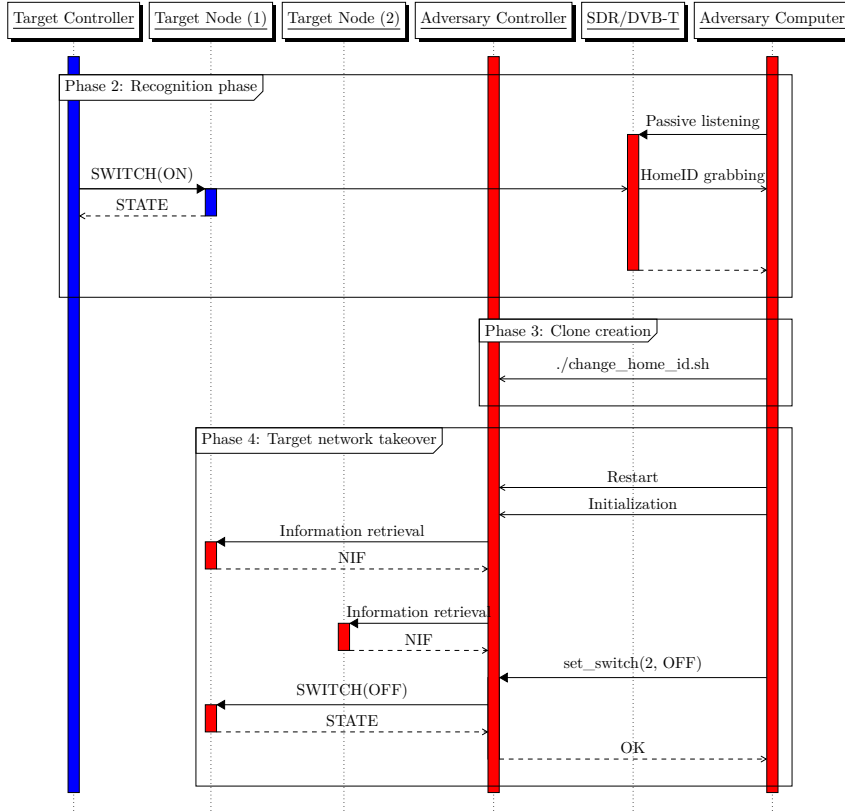 Target Controller
Target Node (1)
Target Node (2)
Adversary Controller
SDR/DVB-T
Adversary Computer
Phase 2: Recognition phase
Passive listening
SWITCH(ON)
HomeID grabbing
STATE
Phase 3: Clone creation
./change_home_id.sh
Phase 4: Target network takeover
Restart
Initialization
Information retrieval
NIF
Information retrieval
NIF
set_switch(2, OFF)
SWITCH(OFF)
STATE
OK